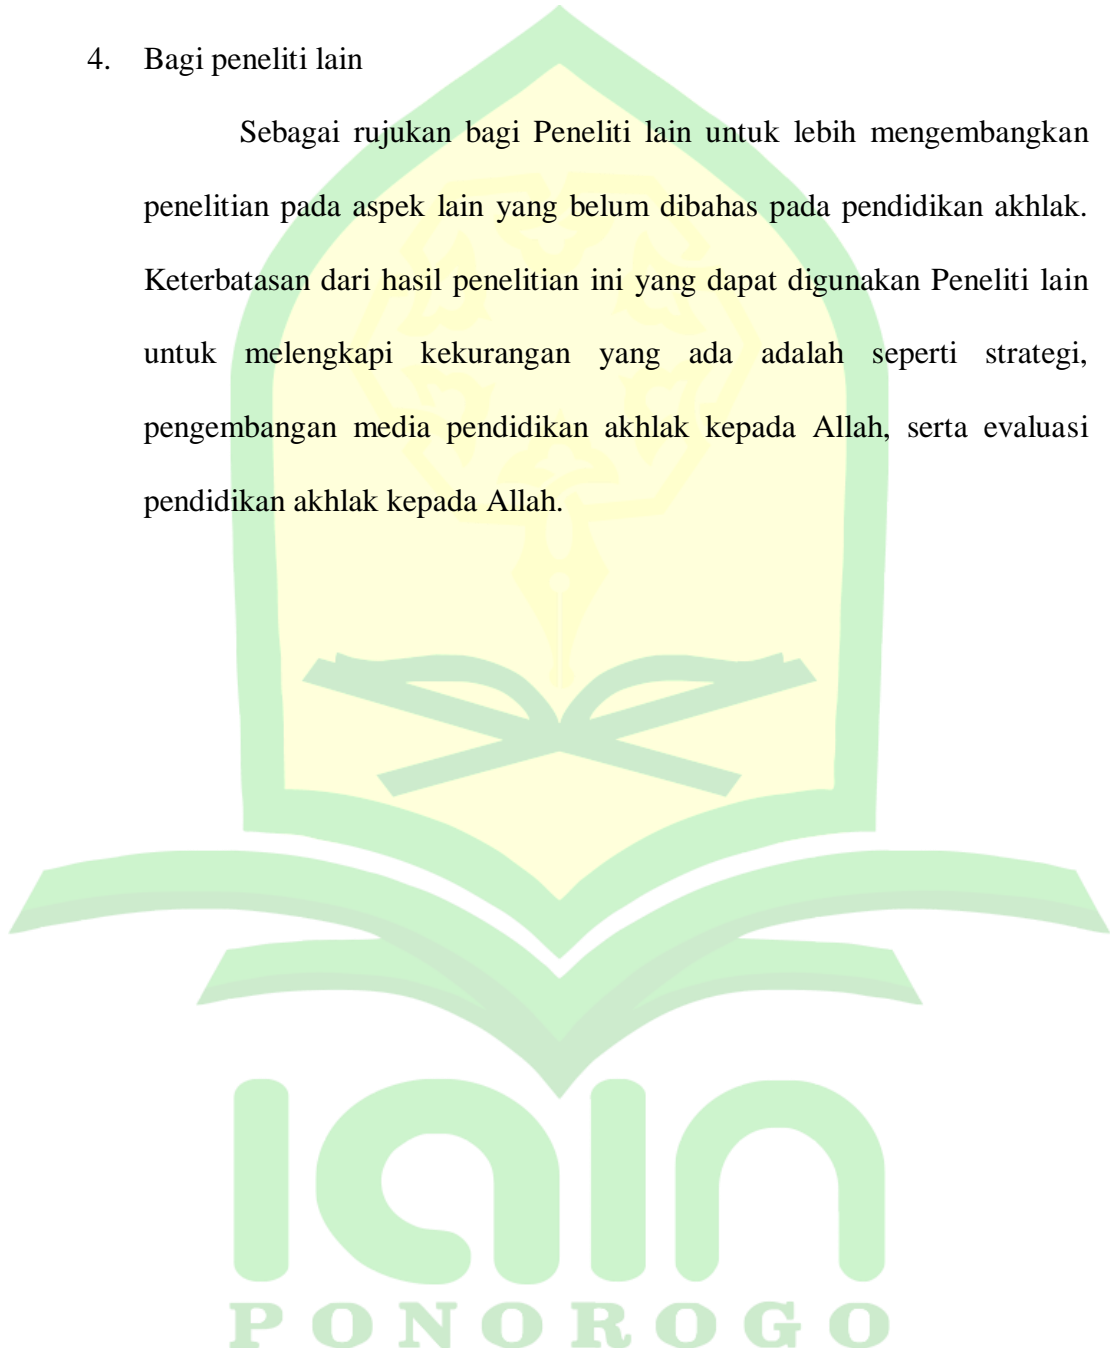 4. Bagi peneliti lain
Sebagai rujukan bagi Peneliti lain untuk lebih mengembangkan
penelitian pada aspek lain yang belum dibahas pada pendidikan akhlak.
Keterbatasan dari hasil penelitian ini yang dapat digunakan Peneliti lain
untuk melengkapi kekurangan yang ada adalah seperti strategi,
pengembangan media pendidikan akhlak kepada Allah, serta evaluasi
pendidikan akhlak kepada Allah.
iain
PONOROGO